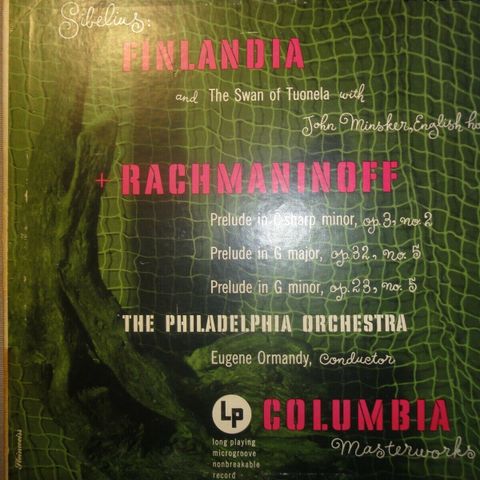 Sibelius:
FINLANDIA
and The Swan of Tuonela with
John Minsker, English ho
+ RACHMANINOFF
Prelude in C sharp minor, op. 3, no. 2
Prelude in G major, op. 32, no. 5
Prelude in G minor, op. 23, no. 5
THE PHILADELPHIA ORCHESTRA
Eugene Ormandy, conductor
LP COLUMBIA
Masterworks
long playing
microgroove
nonbreakable
record
Steinweiss